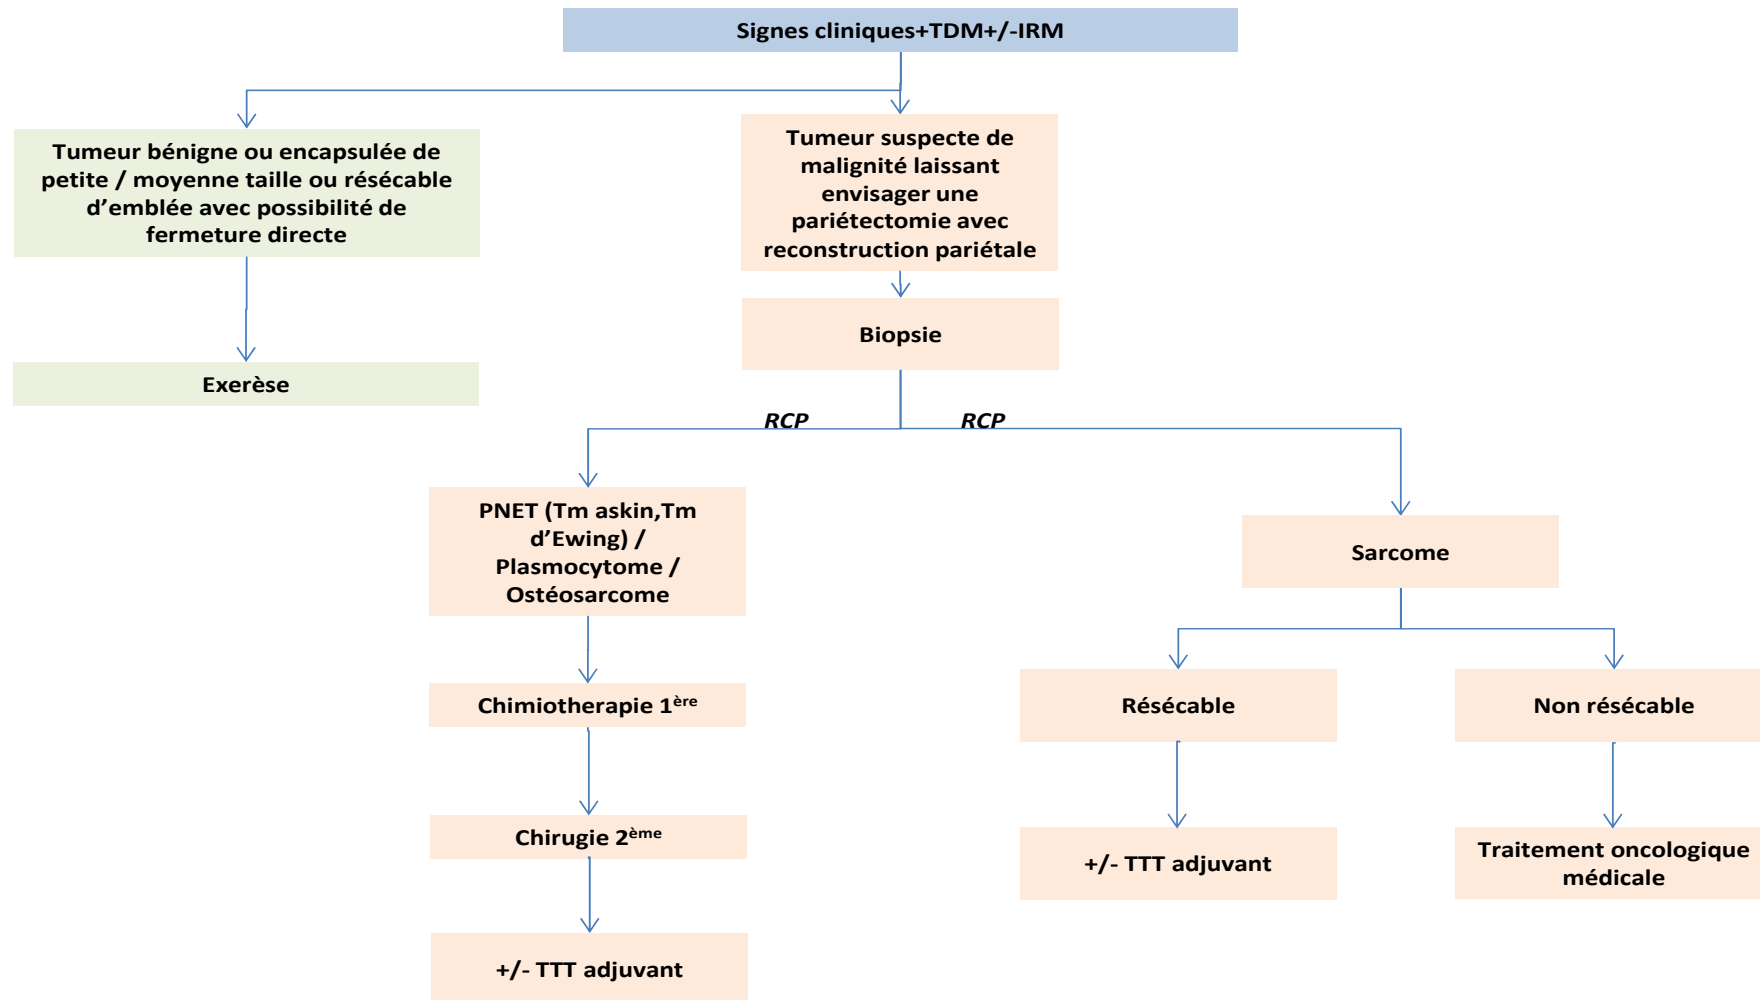 Signes cliniques+TDM+/-IRM
Tumeur bénigne ou encapsulée de
petite / moyenne taille ou résécable
d’emblée avec possibilité de
fermeture directe
Tumeur suspecte de
malignité laissant
envisager une
pariétectomie avec
reconstruction pariétale
Biopsie
Exerèse
RCP
RCP
PNET (Tm askin,Tm
d’Ewing) /
Plasmocytome /
Ostéosarcome
Sarcome
Chimiotherapie 1ère
Résécable
Non résécable
Chirugie 2ème
+/- TTT adjuvant
Traitement oncologique
médicale
+/- TTT adjuvant